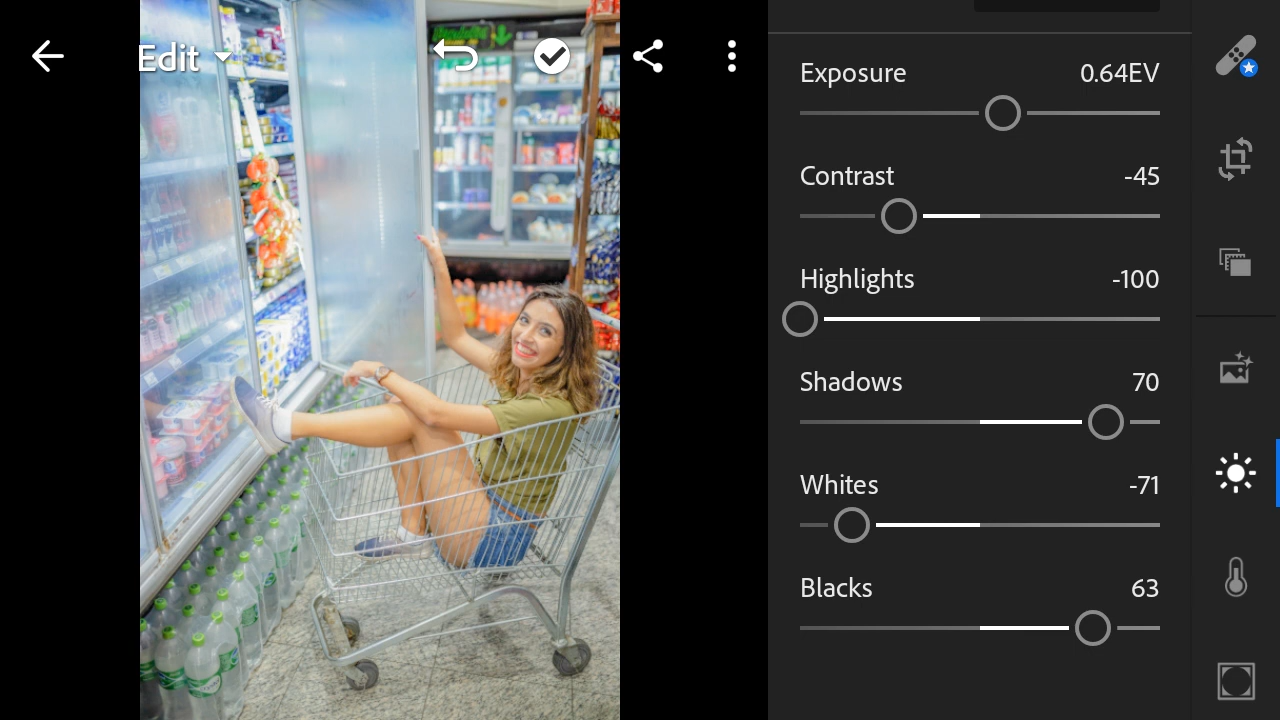 Edit
Exposure 0.64EV
Contrast -45
Highlights -100
Shadows 70
Whites -71
Blacks 63